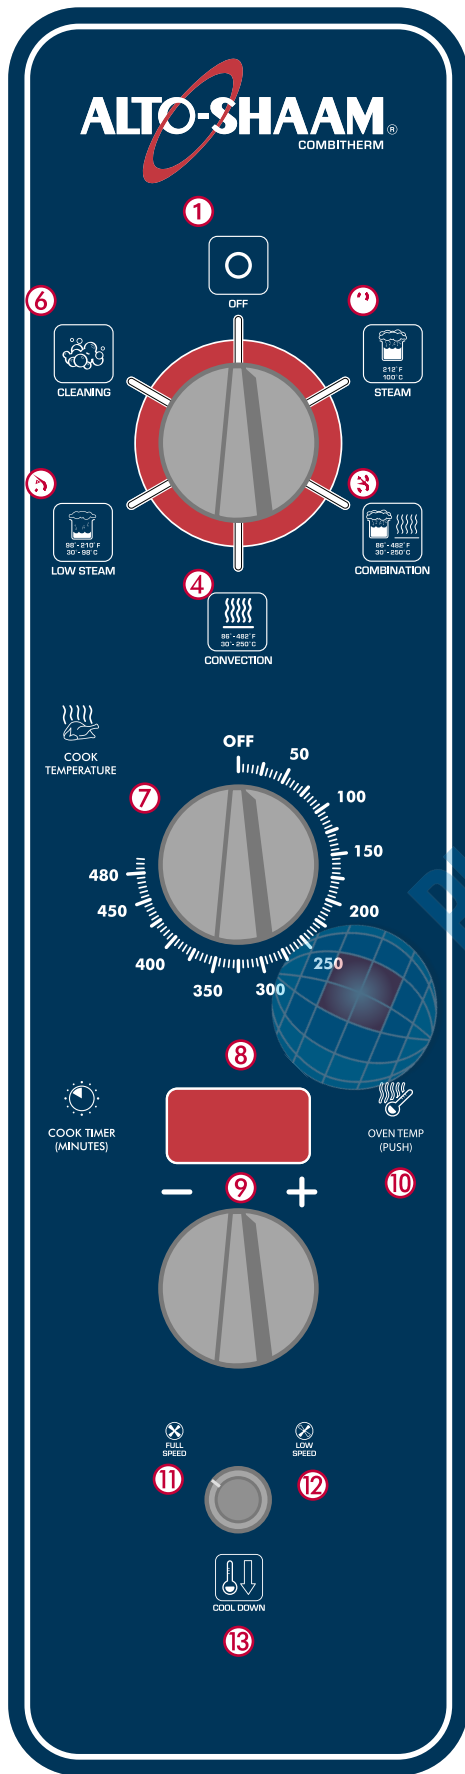 ALTO-SHAAM®
COMBITHERM
1
OFF
6
CLEANING
212°F
100°C
STEAM
98°-210°F
30°-98°C
LOW STEAM
86°-482°F
30°-250°C
COMBINATION
4
86°-482°F
30°-250°C
CONVECTION
COOK
TEMPERATURE
7
OFF
50
100
150
200
250
300
350
400
450
480
8
COOK TIMER
(MINUTES)
OVEN TEMP
(PUSH)
10
− 9 +
FULL
SPEED
11
LOW
SPEED
12
COOL DOWN
13